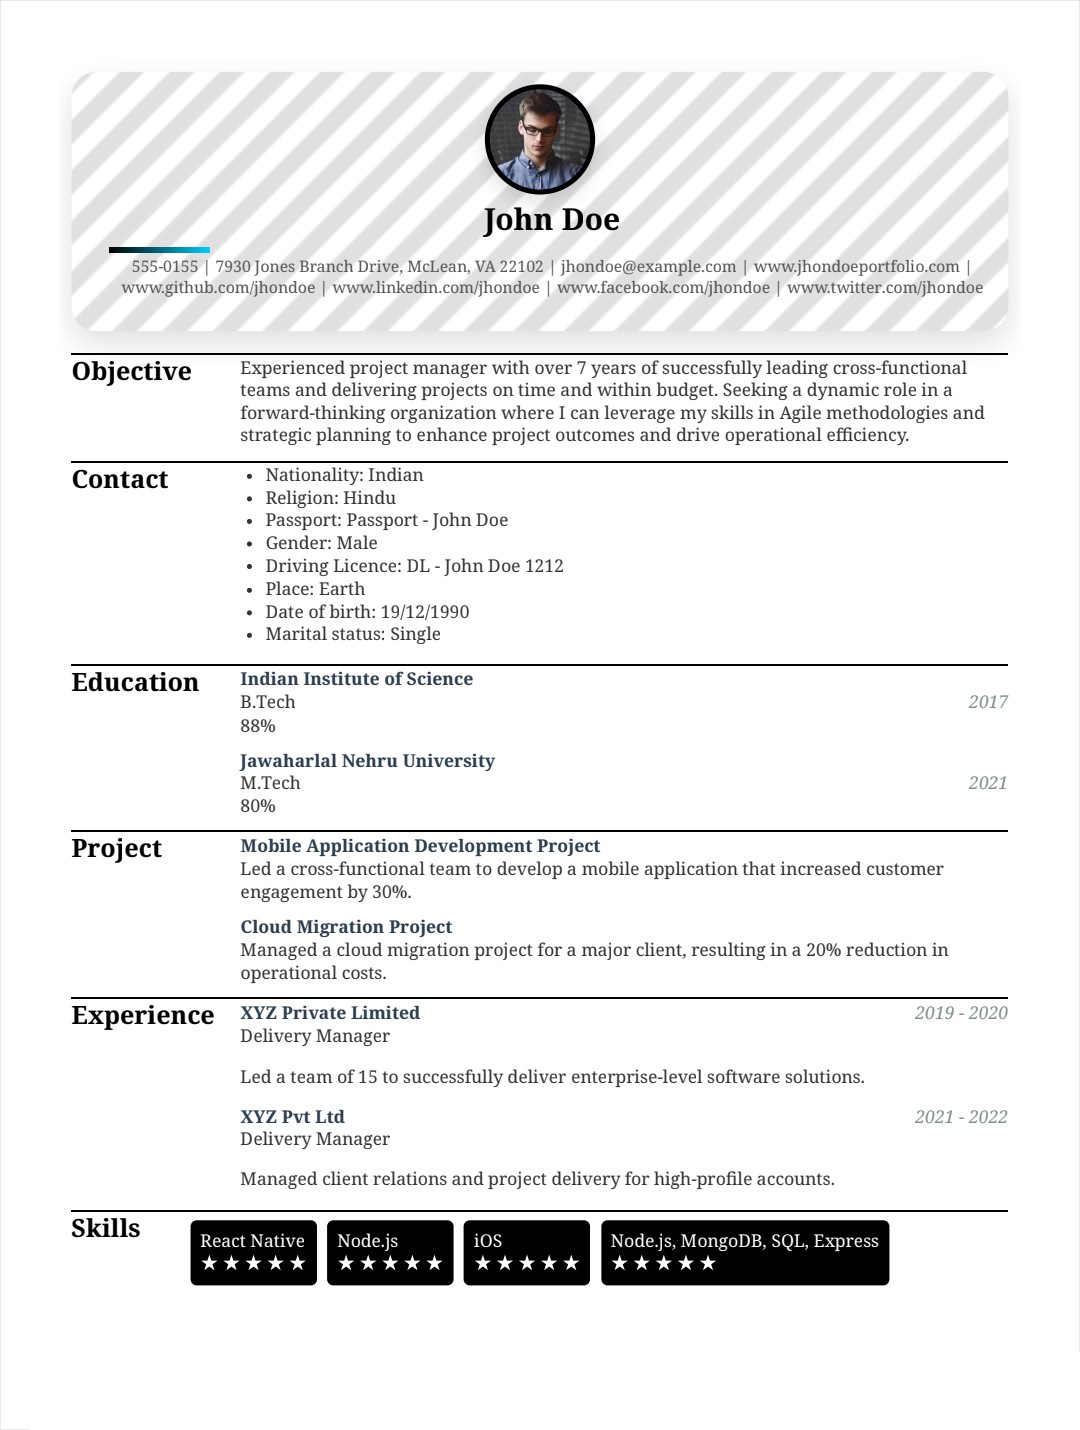 John Doe
555-0155 | 7930 Jones Branch Drive, McLean, VA 22102 | jhondoe@example.com | www.jhondoeportfolio.com |
www.github.com/jhondoe | www.linkedin.com/jhondoe | www.facebook.com/jhondoe | www.twitter.com/jhondoe
Objective
Experienced project manager with over 7 years of successfully leading cross-functional
teams and delivering projects on time and within budget. Seeking a dynamic role in a
forward-thinking organization where I can leverage my skills in Agile methodologies and
strategic planning to enhance project outcomes and drive operational efficiency.
Contact
• Nationality: Indian
• Religion: Hindu
• Passport: Passport - John Doe
• Gender: Male
• Driving Licence: DL - John Doe 1212
• Place: Earth
• Date of birth: 19/12/1990
• Marital status: Single
Education
Indian Institute of Science
B.Tech 2017
88%
Jawaharlal Nehru University
M.Tech 2021
80%
Project
Mobile Application Development Project
Led a cross-functional team to develop a mobile application that increased customer
engagement by 30%.
Cloud Migration Project
Managed a cloud migration project for a major client, resulting in a 20% reduction in
operational costs.
Experience
XYZ Private Limited 2019 - 2020
Delivery Manager
Led a team of 15 to successfully deliver enterprise-level software solutions.
XYZ Pvt Ltd 2021 - 2022
Delivery Manager
Managed client relations and project delivery for high-profile accounts.
Skills
React Native
★★★★★
Node.js
★★★★★
iOS
★★★★★
Node.js, MongoDB, SQL, Express
★★★★★